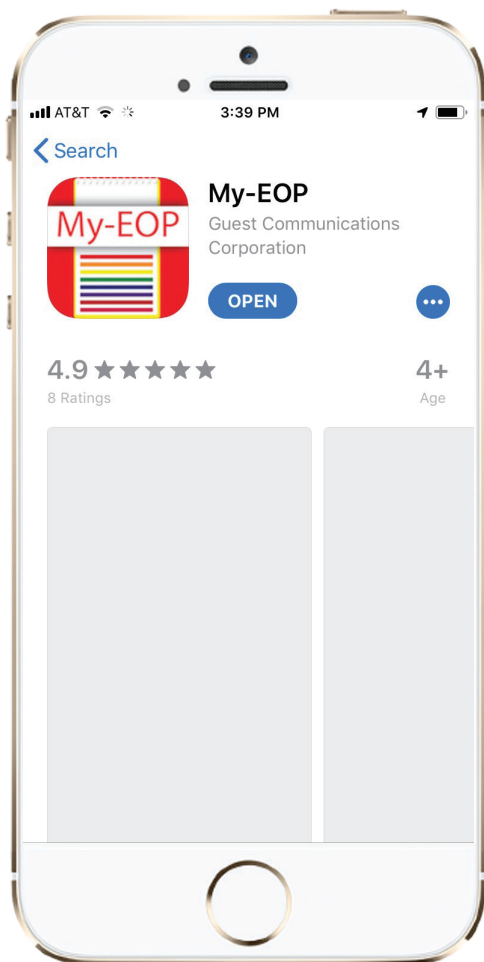 AT&T
3:39 PM
Search
My-EOP
My-EOP
Guest Communications
Corporation
OPEN
4.9
4+
8 Ratings
Age